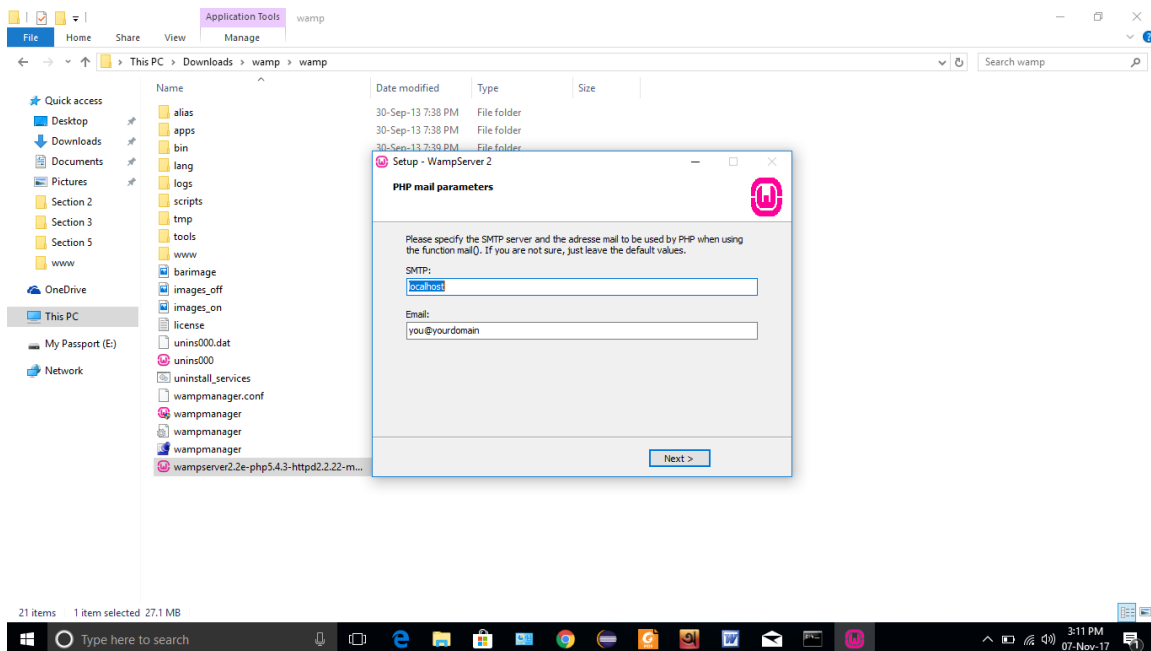 Application Tools
wamp
File
Home
Share
View
Manage
This PC
Downloads
wamp
wamp
Search wamp
Name
Date modified
Type
Size
Quick access
Desktop
Downloads
Documents
Pictures
Section 2
Section 3
Section 5
www
OneDrive
This PC
My Passport (E:)
Network
alias 30-Sep-13 7:38 PM File folder
apps 30-Sep-13 7:38 PM File folder
bin 30-Sep-13 7:39 PM File folder
lang
logs
scripts
tmp
tools
www
barimage
images_off
images_on
license
unins000.dat
unins000
uninstall_services
wampmanager.conf
wampmanager
wampmanager
wampmanager
wampserver2.2e-php5.4.3-httpd2.2.22-m...
Setup - WampServer 2
PHP mail parameters
Please specify the SMTP server and the adresse mail to be used by PHP when using
the function mail(). If you are not sure, just leave the default values.
SMTP:
localhost
Email:
you@yourdomain
Next >
21 items
1 item selected 27.1 MB
Type here to search
3:11 PM
07-Nov-17